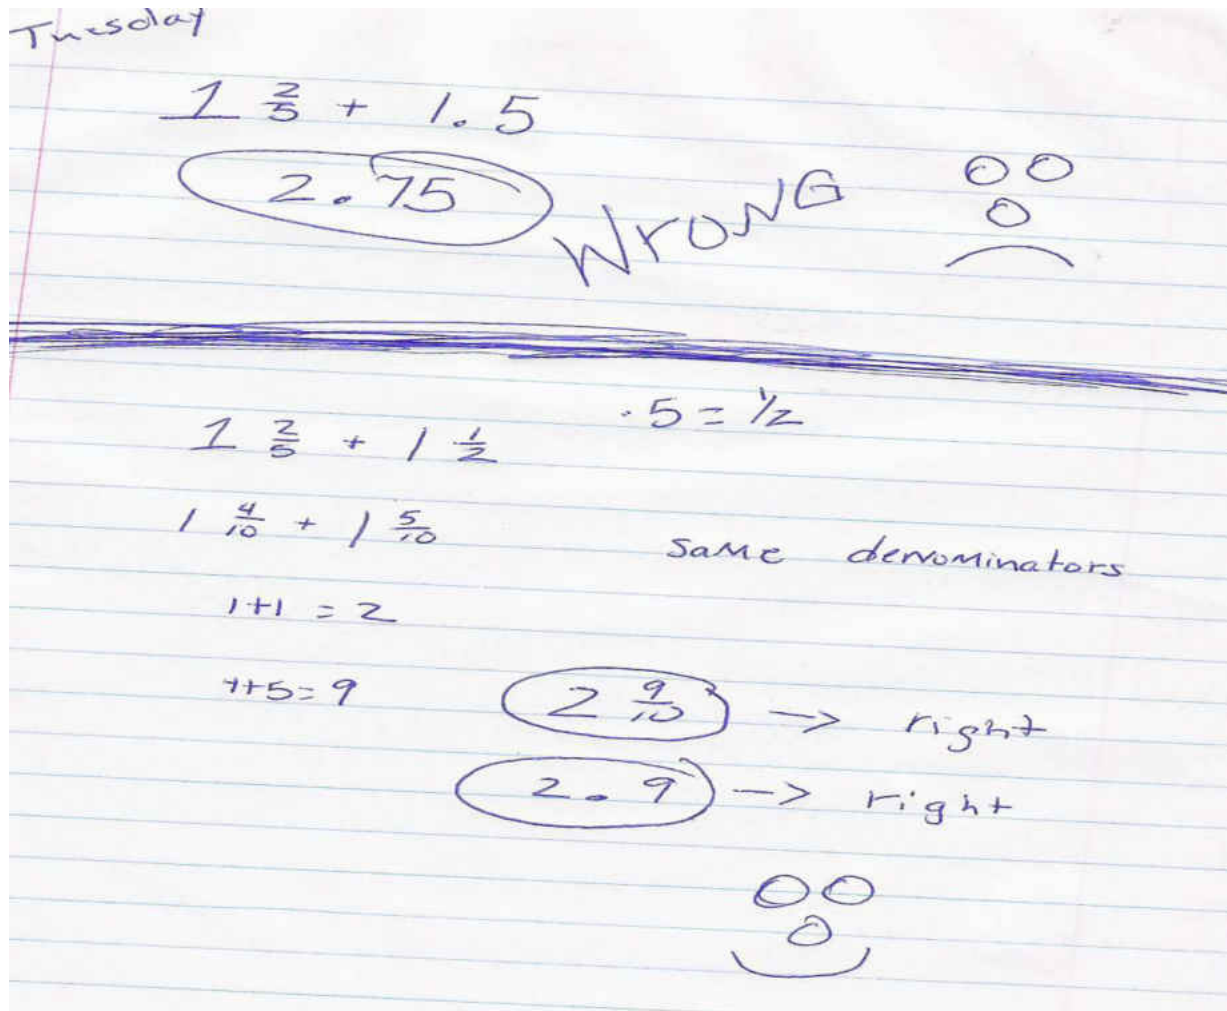 Tuesday
1 2/5 + 1.5
2.75
WrONG
.5 = 1/2
1 2/5 + 1 1/2
1 4/10 + 1 5/10
same denominators
1+1 = 2
4+5=9
2 9/10 -> right
2.9 -> right